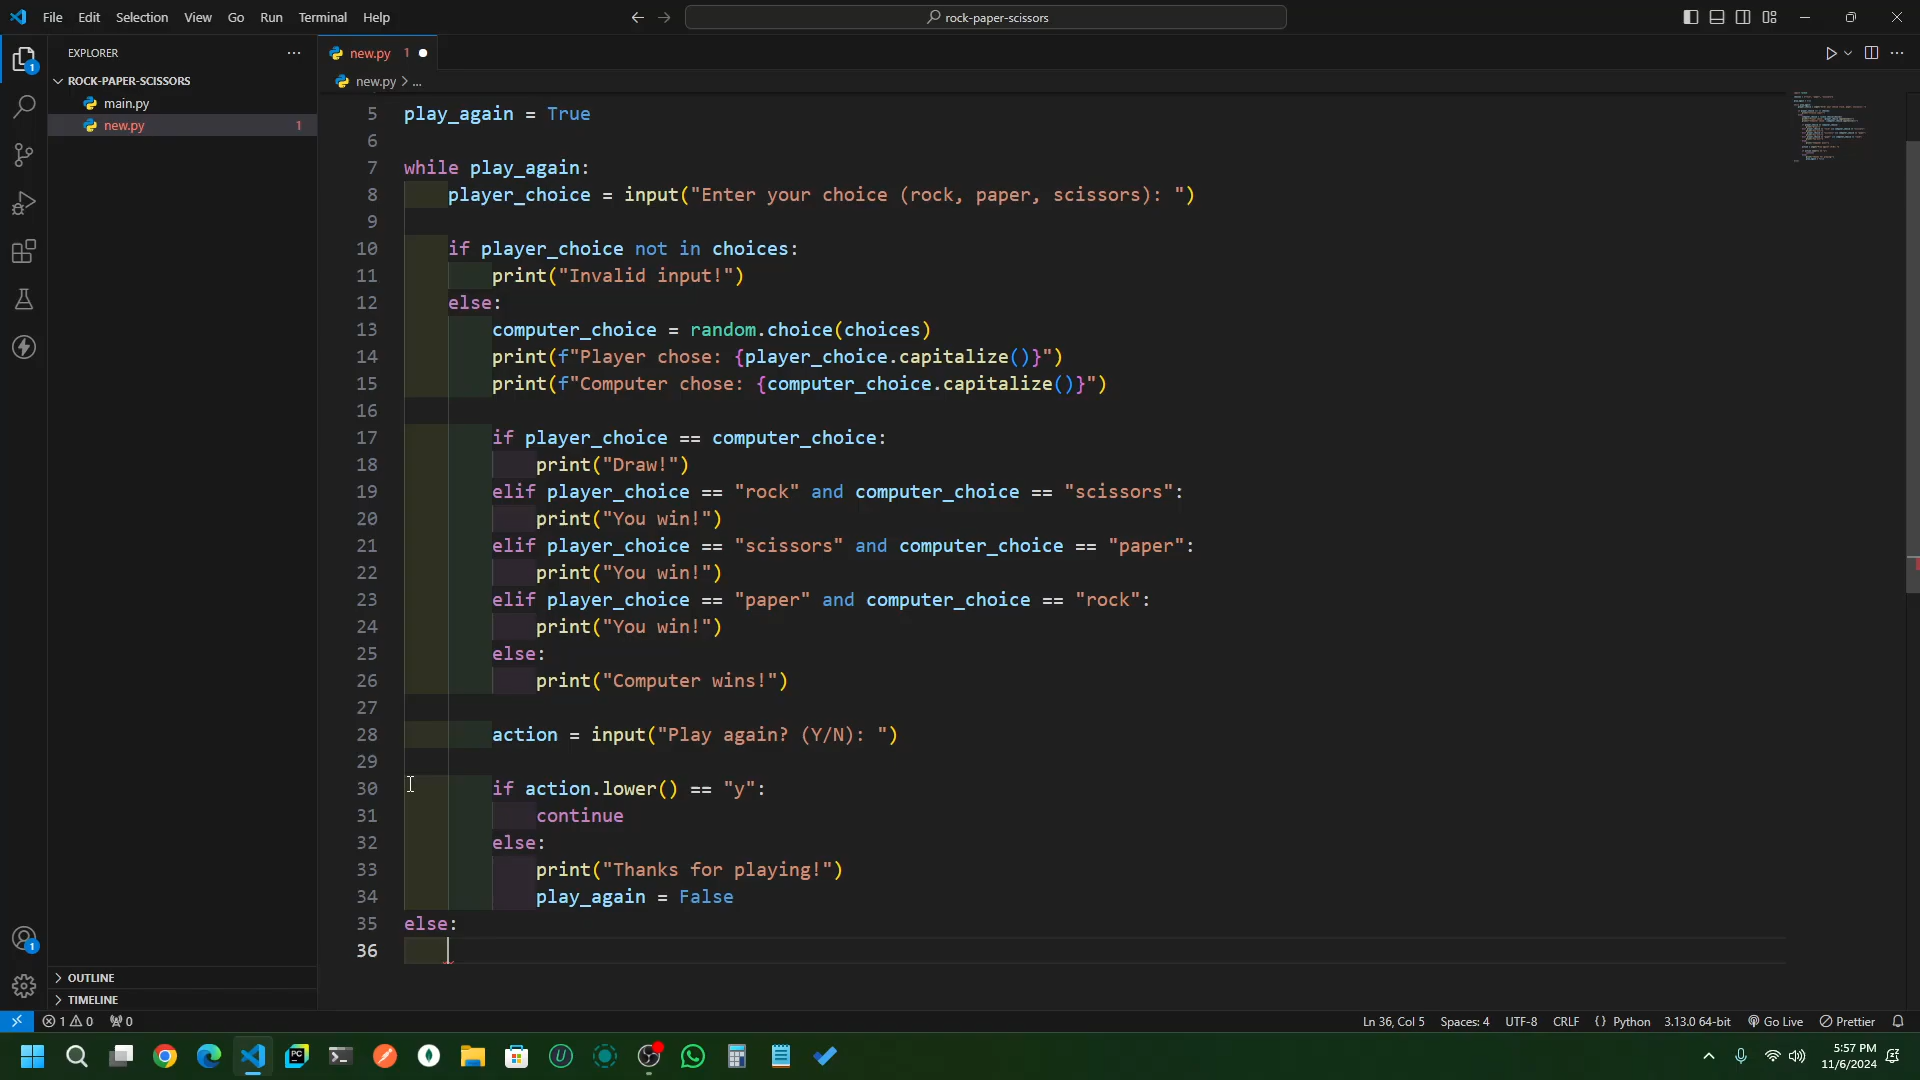 File Edit Selection View Go Run Terminal Help
rock-paper-scissors
EXPLORER
ROCK-PAPER-SCISSORS
main.py
new.py 1
new.py 1
new.py > ...
5 play_again = True
6
7 while play_again:
8 player_choice = input("Enter your choice (rock, paper, scissors): ")
9
10 if player_choice not in choices:
11 print("Invalid input!")
12 else:
13 computer_choice = random.choice(choices)
14 print(f"Player chose: {player_choice.capitalize()}")
15 print(f"Computer chose: {computer_choice.capitalize()}")
16
17 if player_choice == computer_choice:
18 print("Draw!")
19 elif player_choice == "rock" and computer_choice == "scissors":
20 print("You win!")
21 elif player_choice == "scissors" and computer_choice == "paper":
22 print("You win!")
23 elif player_choice == "paper" and computer_choice == "rock":
24 print("You win!")
25 else:
26 print("Computer wins!")
27
28 action = input("Play again? (Y/N): ")
29
30 if action.lower() == "y":
31 continue
32 else:
33 print("Thanks for playing!")
34 play_again = False
35 else:
36
OUTLINE
TIMELINE
1 0 0
Ln 36, Col 5 Spaces: 4 UTF-8 CRLF {} Python 3.13.0 64-bit Go Live Prettier
5:57 PM
11/6/2024